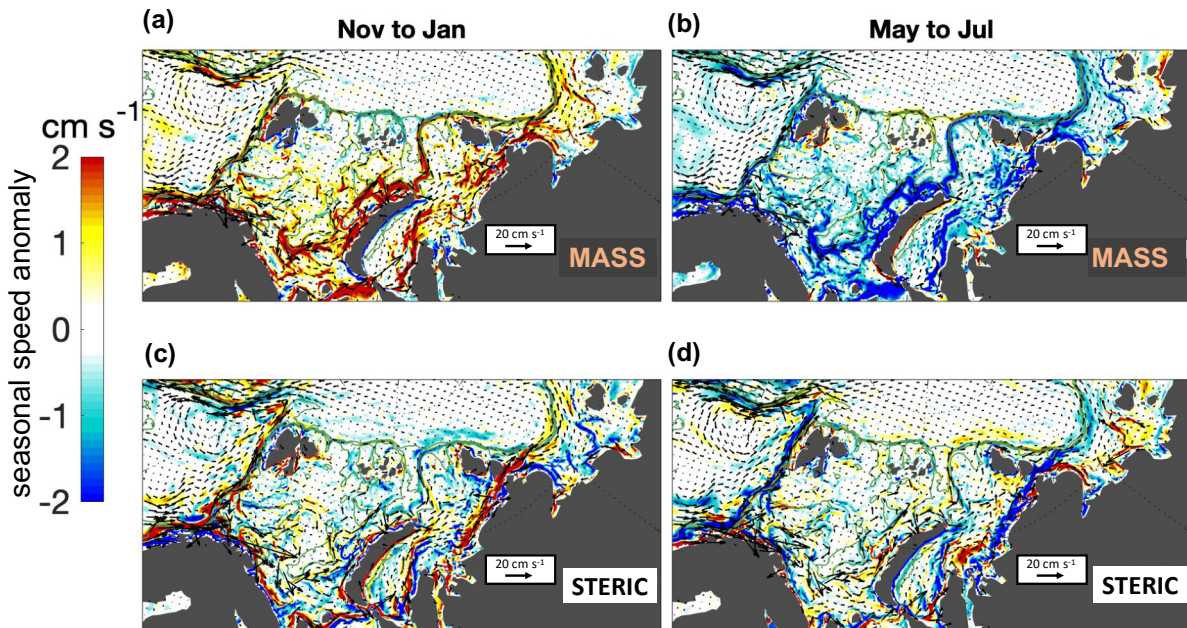 (a)
Nov to Jan
(b)
May to Jul
cm s-1
seasonal speed anomaly
2
1
0
-1
-2
20 cm s-1
MASS
20 cm s-1
MASS
(c)
(d)
20 cm s-1
STERIC
20 cm s-1
STERIC